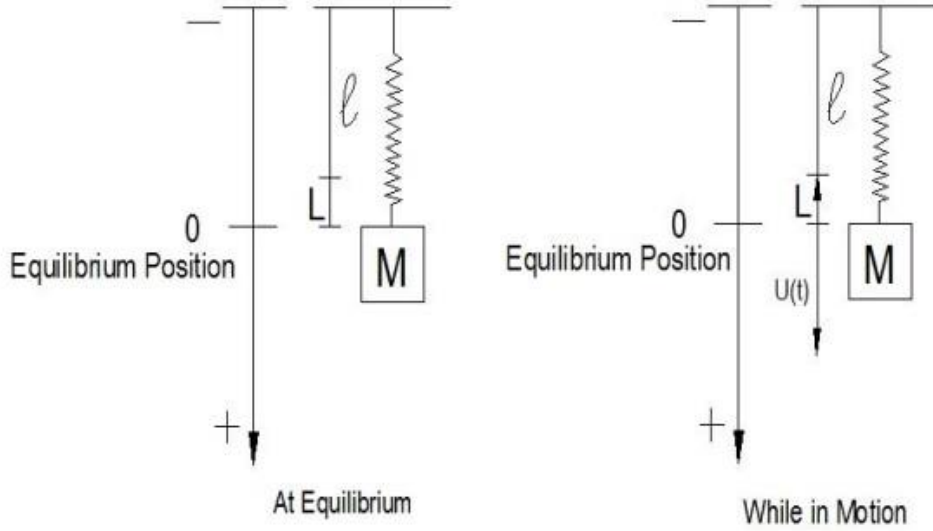 —
ℓ
L
0
Equilibrium Position
M
+
At Equilibrium
—
ℓ
L
0
Equilibrium Position
M
U(t)
+
While in Motion